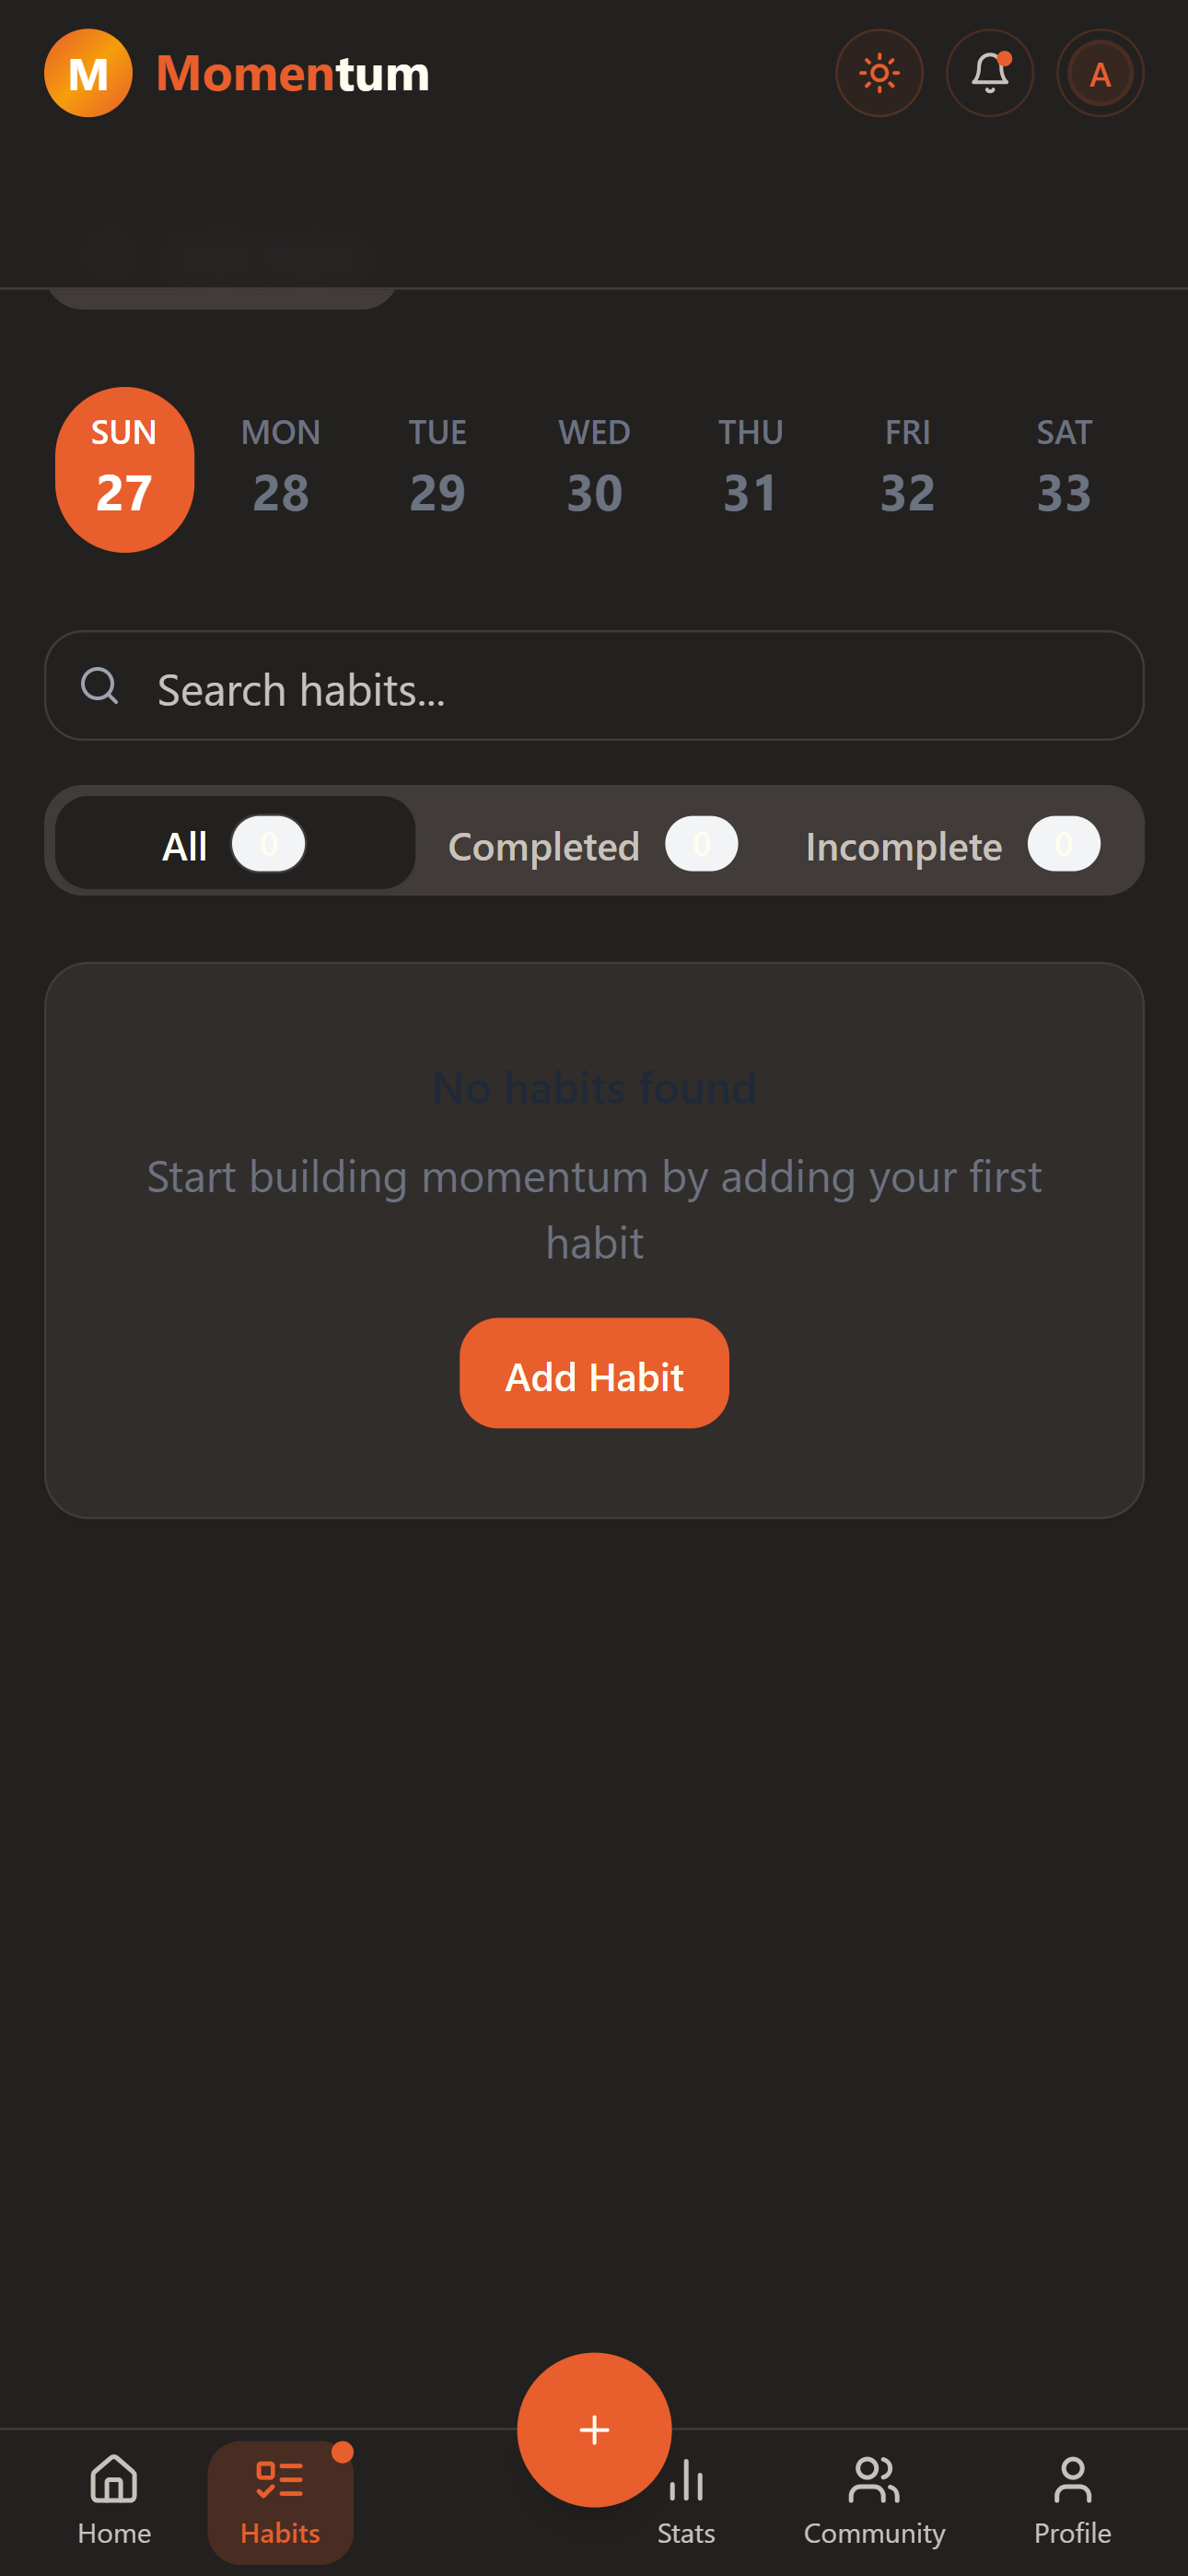 M Momentum A
SUN MON TUE WED THU FRI SAT
27 28 29 30 31 32 33
Search habits...
All 0 Completed 0 Incomplete 0
No habits found
Start building momentum by adding your first
habit
Add Habit
Home Habits Stats Community Profile